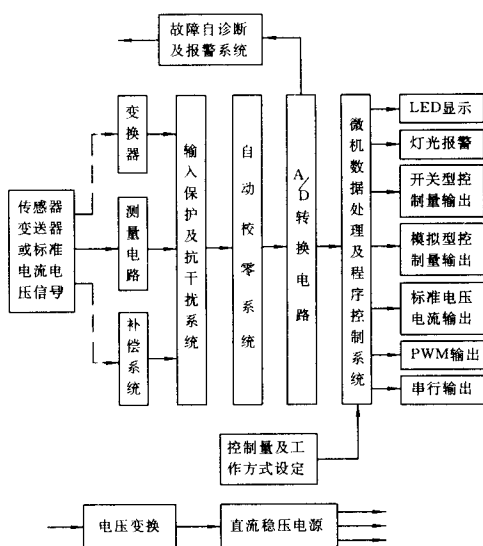 故障自诊断
及报警系统
变换器
测量电路
补偿系统
传感器
变送器
或标准
电流电
压信号
输入保护及抗干扰系统
自动校零系统
A/D转换电路
微机数据处理及程序控制系统
LED显示
灯光报警
开关型控
制量输出
模拟型控
制量输出
标准电压
电流输出
PWM输出
串行输出
控制量及工
作方式设定
电压变换
直流稳压电源